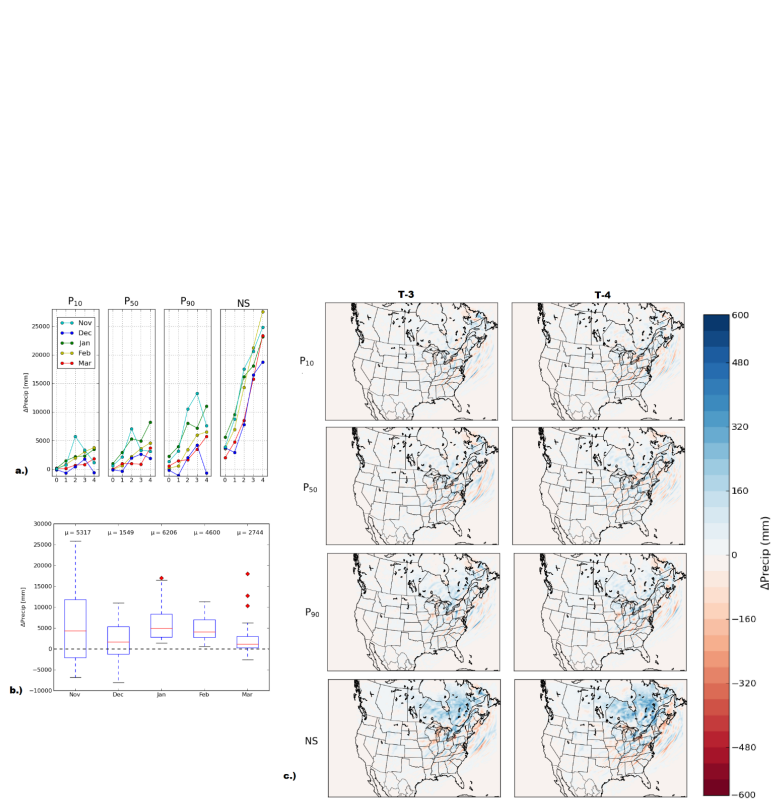 P10 P50 P90 NS
ΔPrecip [mm]
25000
20000
15000
10000
5000
0
Nov
Dec
Jan
Feb
Mar
0 1 2 3 4 0 1 2 3 4 0 1 2 3 4 0 1 2 3 4
a.)
ΔPrecip [mm]
30000
25000
20000
15000
10000
5000
0
−5000
−10000
μ = 5317 μ = 1549 μ = 6206 μ = 4600 μ = 2744
Nov Dec Jan Feb Mar
b.)
T-3 T-4
P10
P50
P90
NS
c.)
600
480
320
160
0
−160
−320
−480
−600
ΔPrecip (mm)